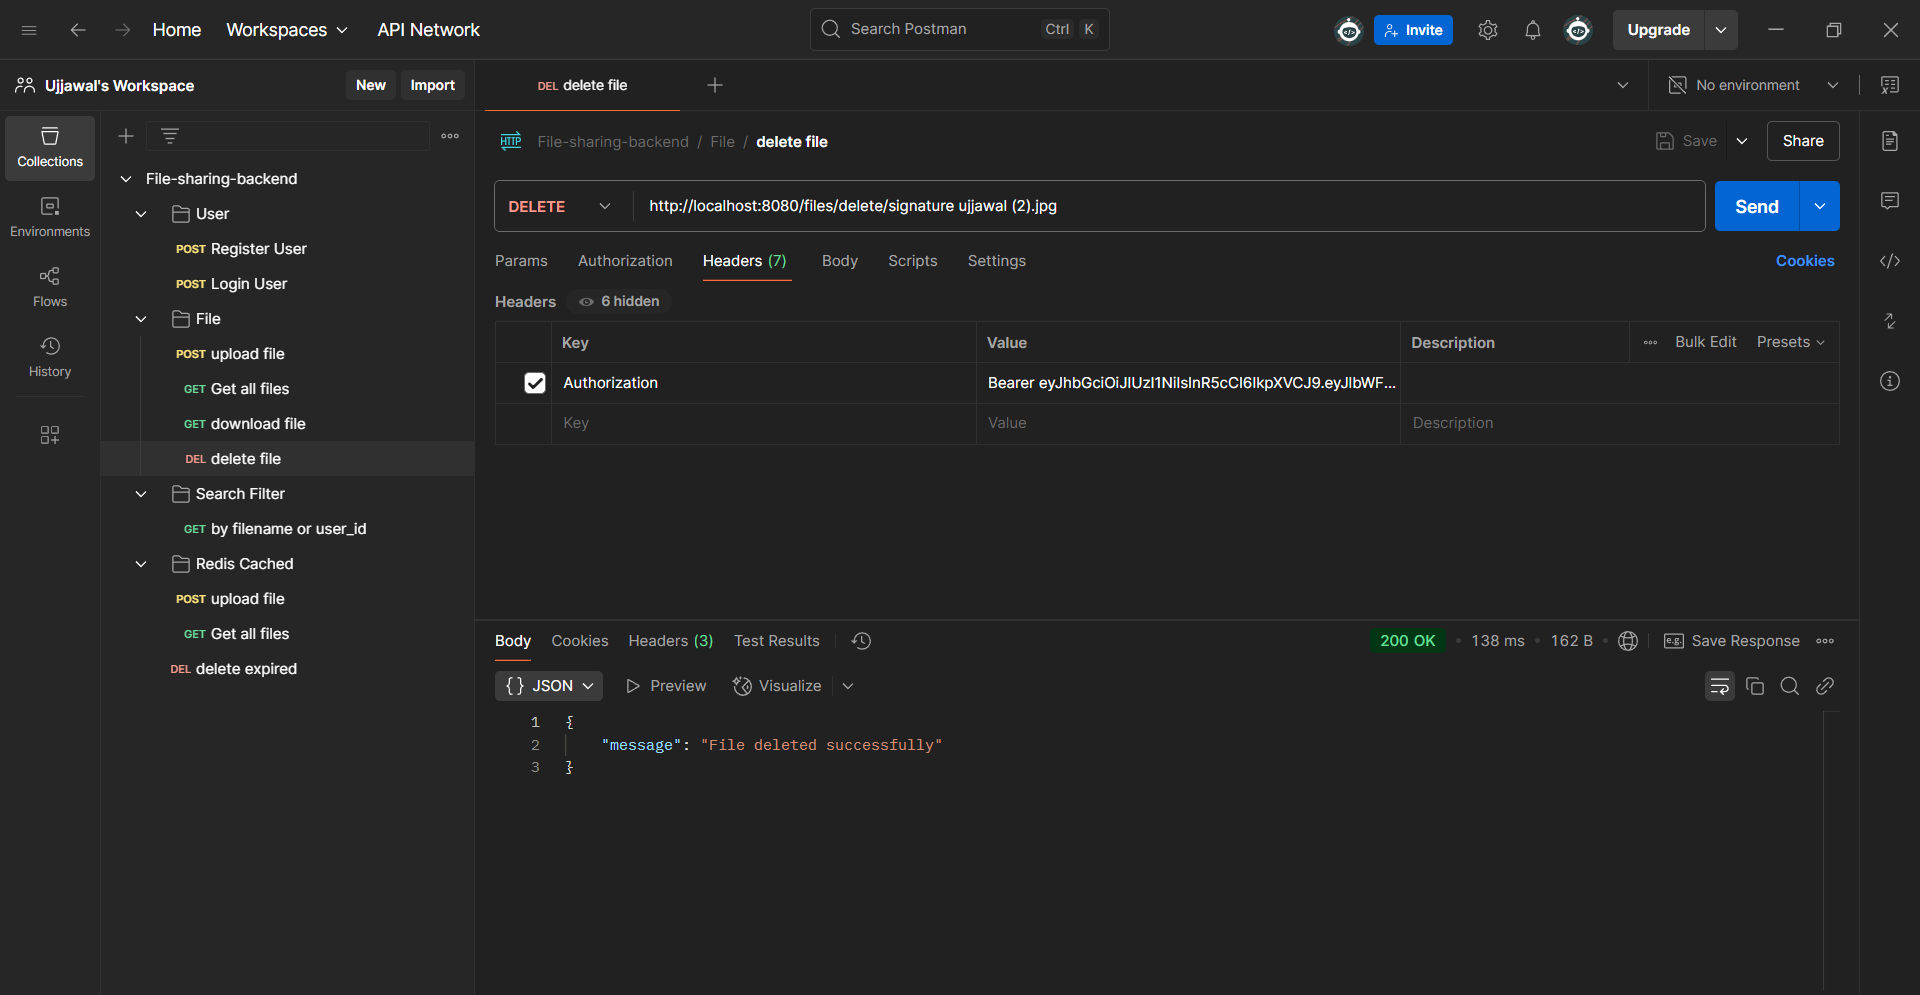 Home Workspaces API Network Search Postman Ctrl K Invite Upgrade
Ujjawal's Workspace New Import
DEL delete file No environment
Collections
Environments
Flows
History
File-sharing-backend
User
POST Register User
POST Login User
File
POST upload file
GET Get all files
GET download file
DEL delete file
Search Filter
GET by filename or user_id
Redis Cached
POST upload file
GET Get all files
DEL delete expired
HTTP File-sharing-backend / File / delete file Save Share
DELETE http://localhost:8080/files/delete/signature ujjawal (2).jpg Send
Params Authorization Headers (7) Body Scripts Settings Cookies
Headers 6 hidden
Key Value Description Bulk Edit Presets
Authorization Bearer eyJhbGciOiJIUzI1NiIsInR5cCI6IkpXVCJ9.eyJlbWF...
Key Value Description
Body Cookies Headers (3) Test Results 200 OK • 138 ms • 162 B • e.g. Save Response
{} JSON Preview Visualize
1 {
2 "message": "File deleted successfully"
3 }